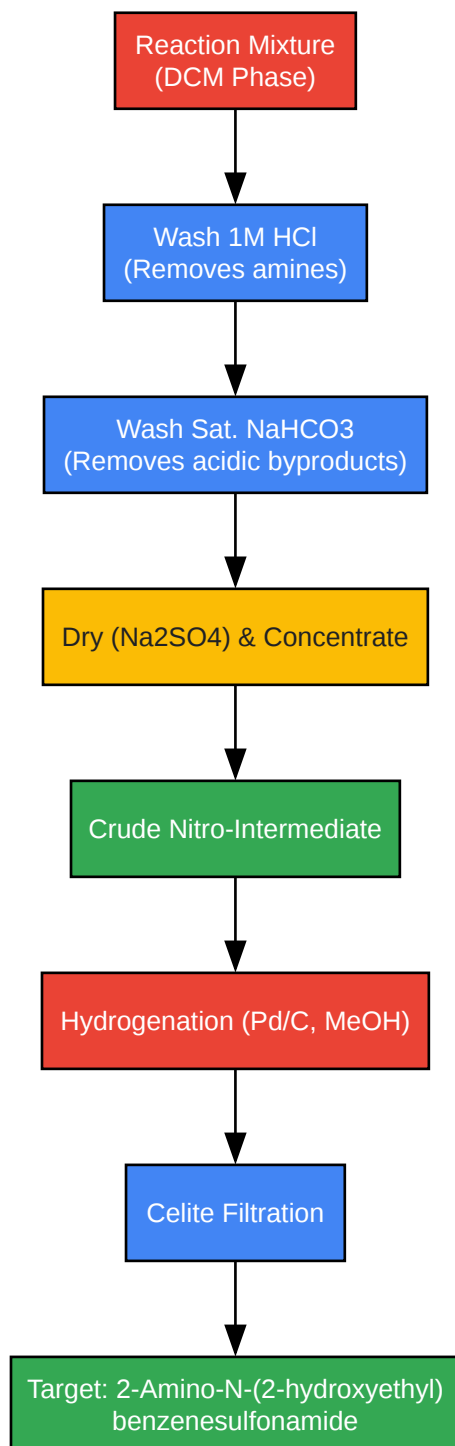 Reaction Mixture
(DCM Phase)
Wash 1M HCl
(Removes amines)
Wash Sat. NaHCO3
(Removes acidic byproducts)
Dry (Na2SO4) & Concentrate
Crude Nitro-Intermediate
Hydrogenation (Pd/C, MeOH)
Celite Filtration
Target: 2-Amino-N-(2-hydroxyethyl)
benzenesulfonamide